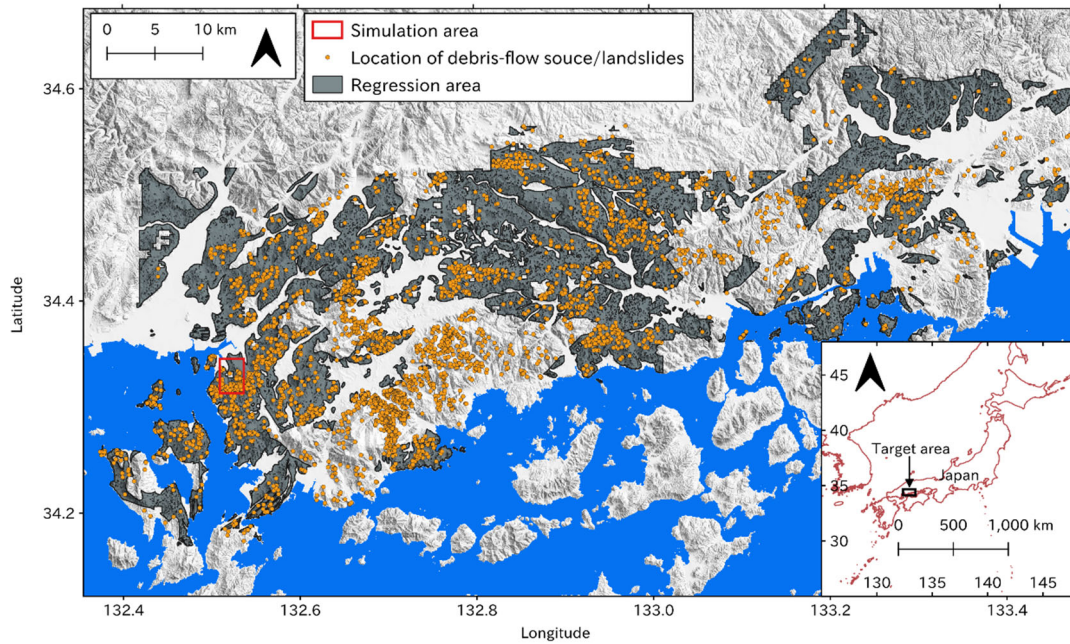 0 5 10 km
Simulation area
Location of debris-flow souce/landslides
Regression area
34.6
34.4
34.2
Latitude
132.4 132.6 132.8 133.0 133.2 133.4
Longitude
45
40
35
30
Target area
Japan
0 500 1,000 km
130 135 140 145